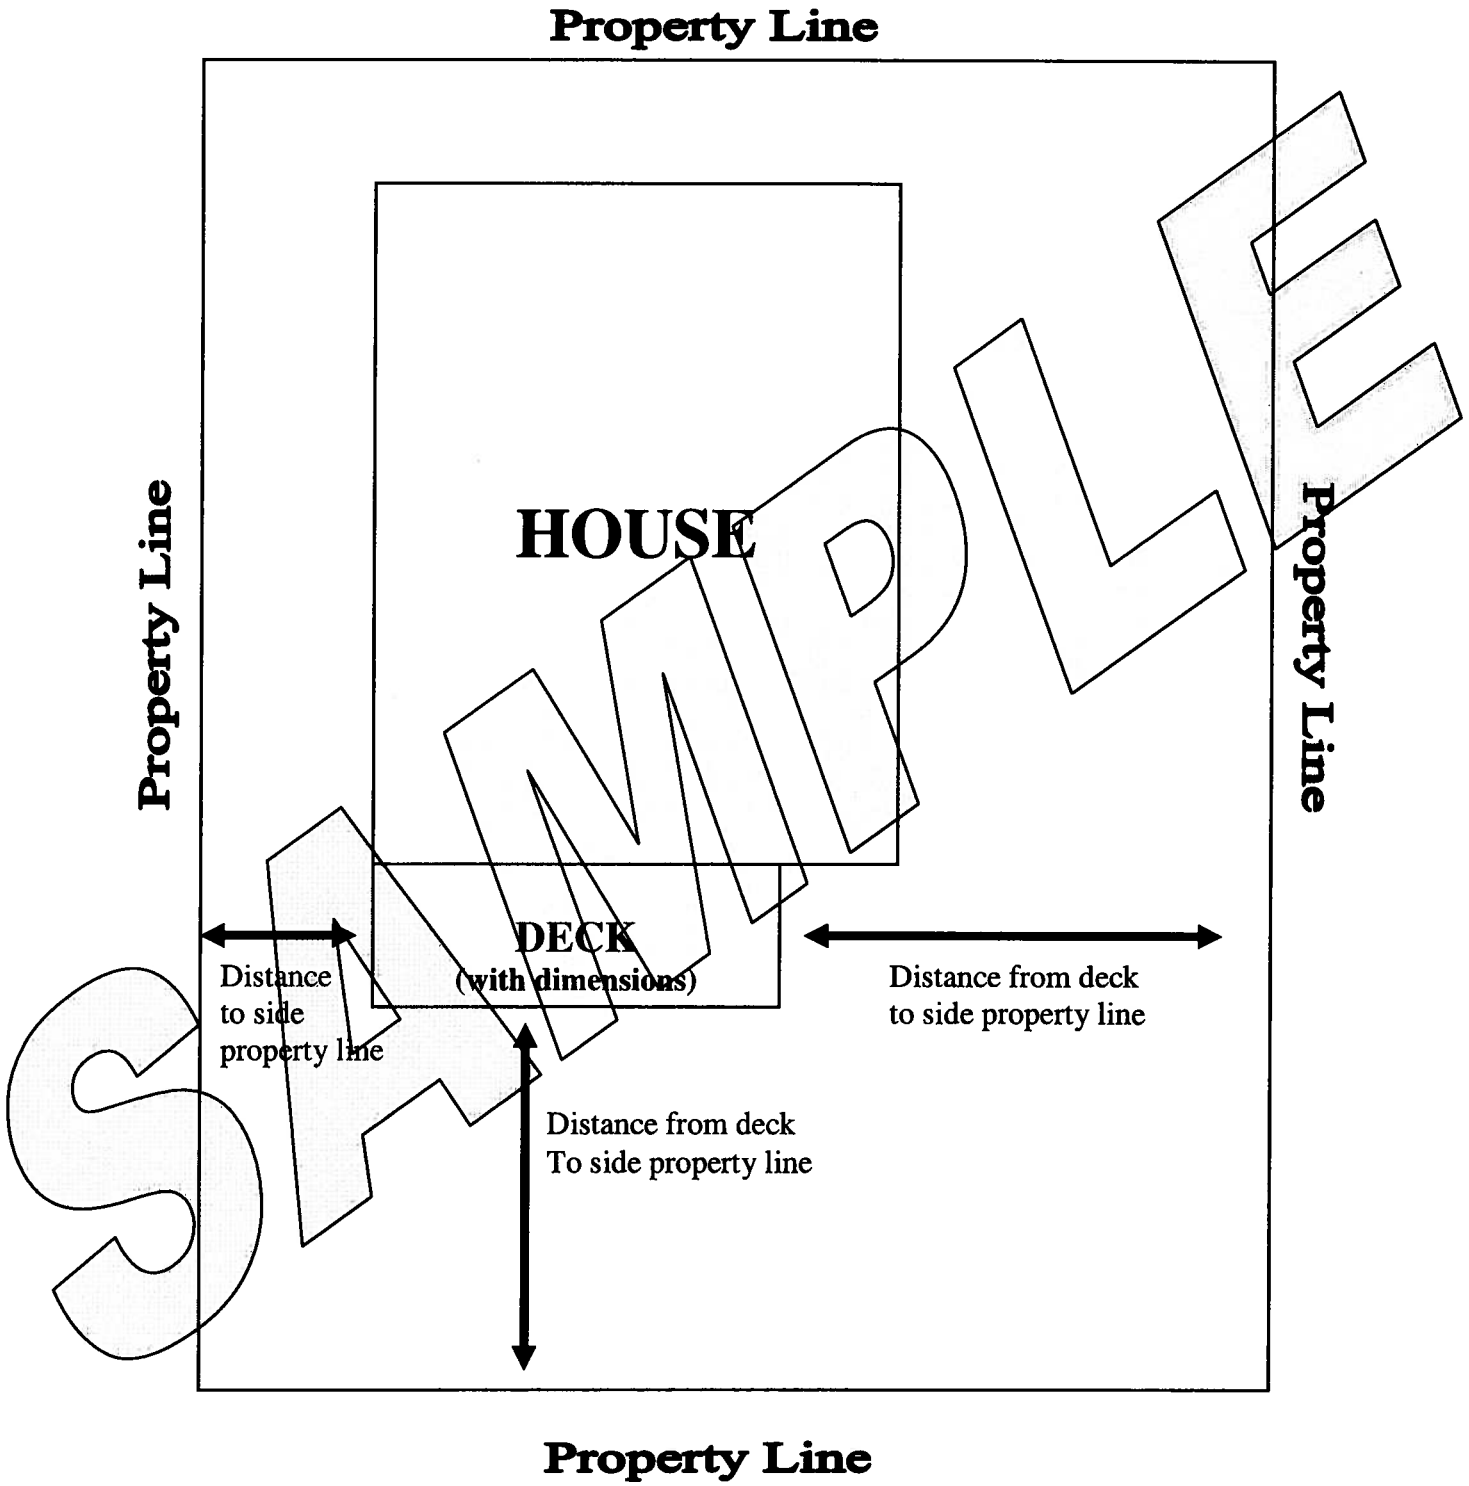 Property Line
Property Line
HOUSE
Property Line
SAMPLE
DECK
(with dimensions)
Distance
to side
property line
Distance from deck
to side property line
Distance from deck
To side property line
Property Line